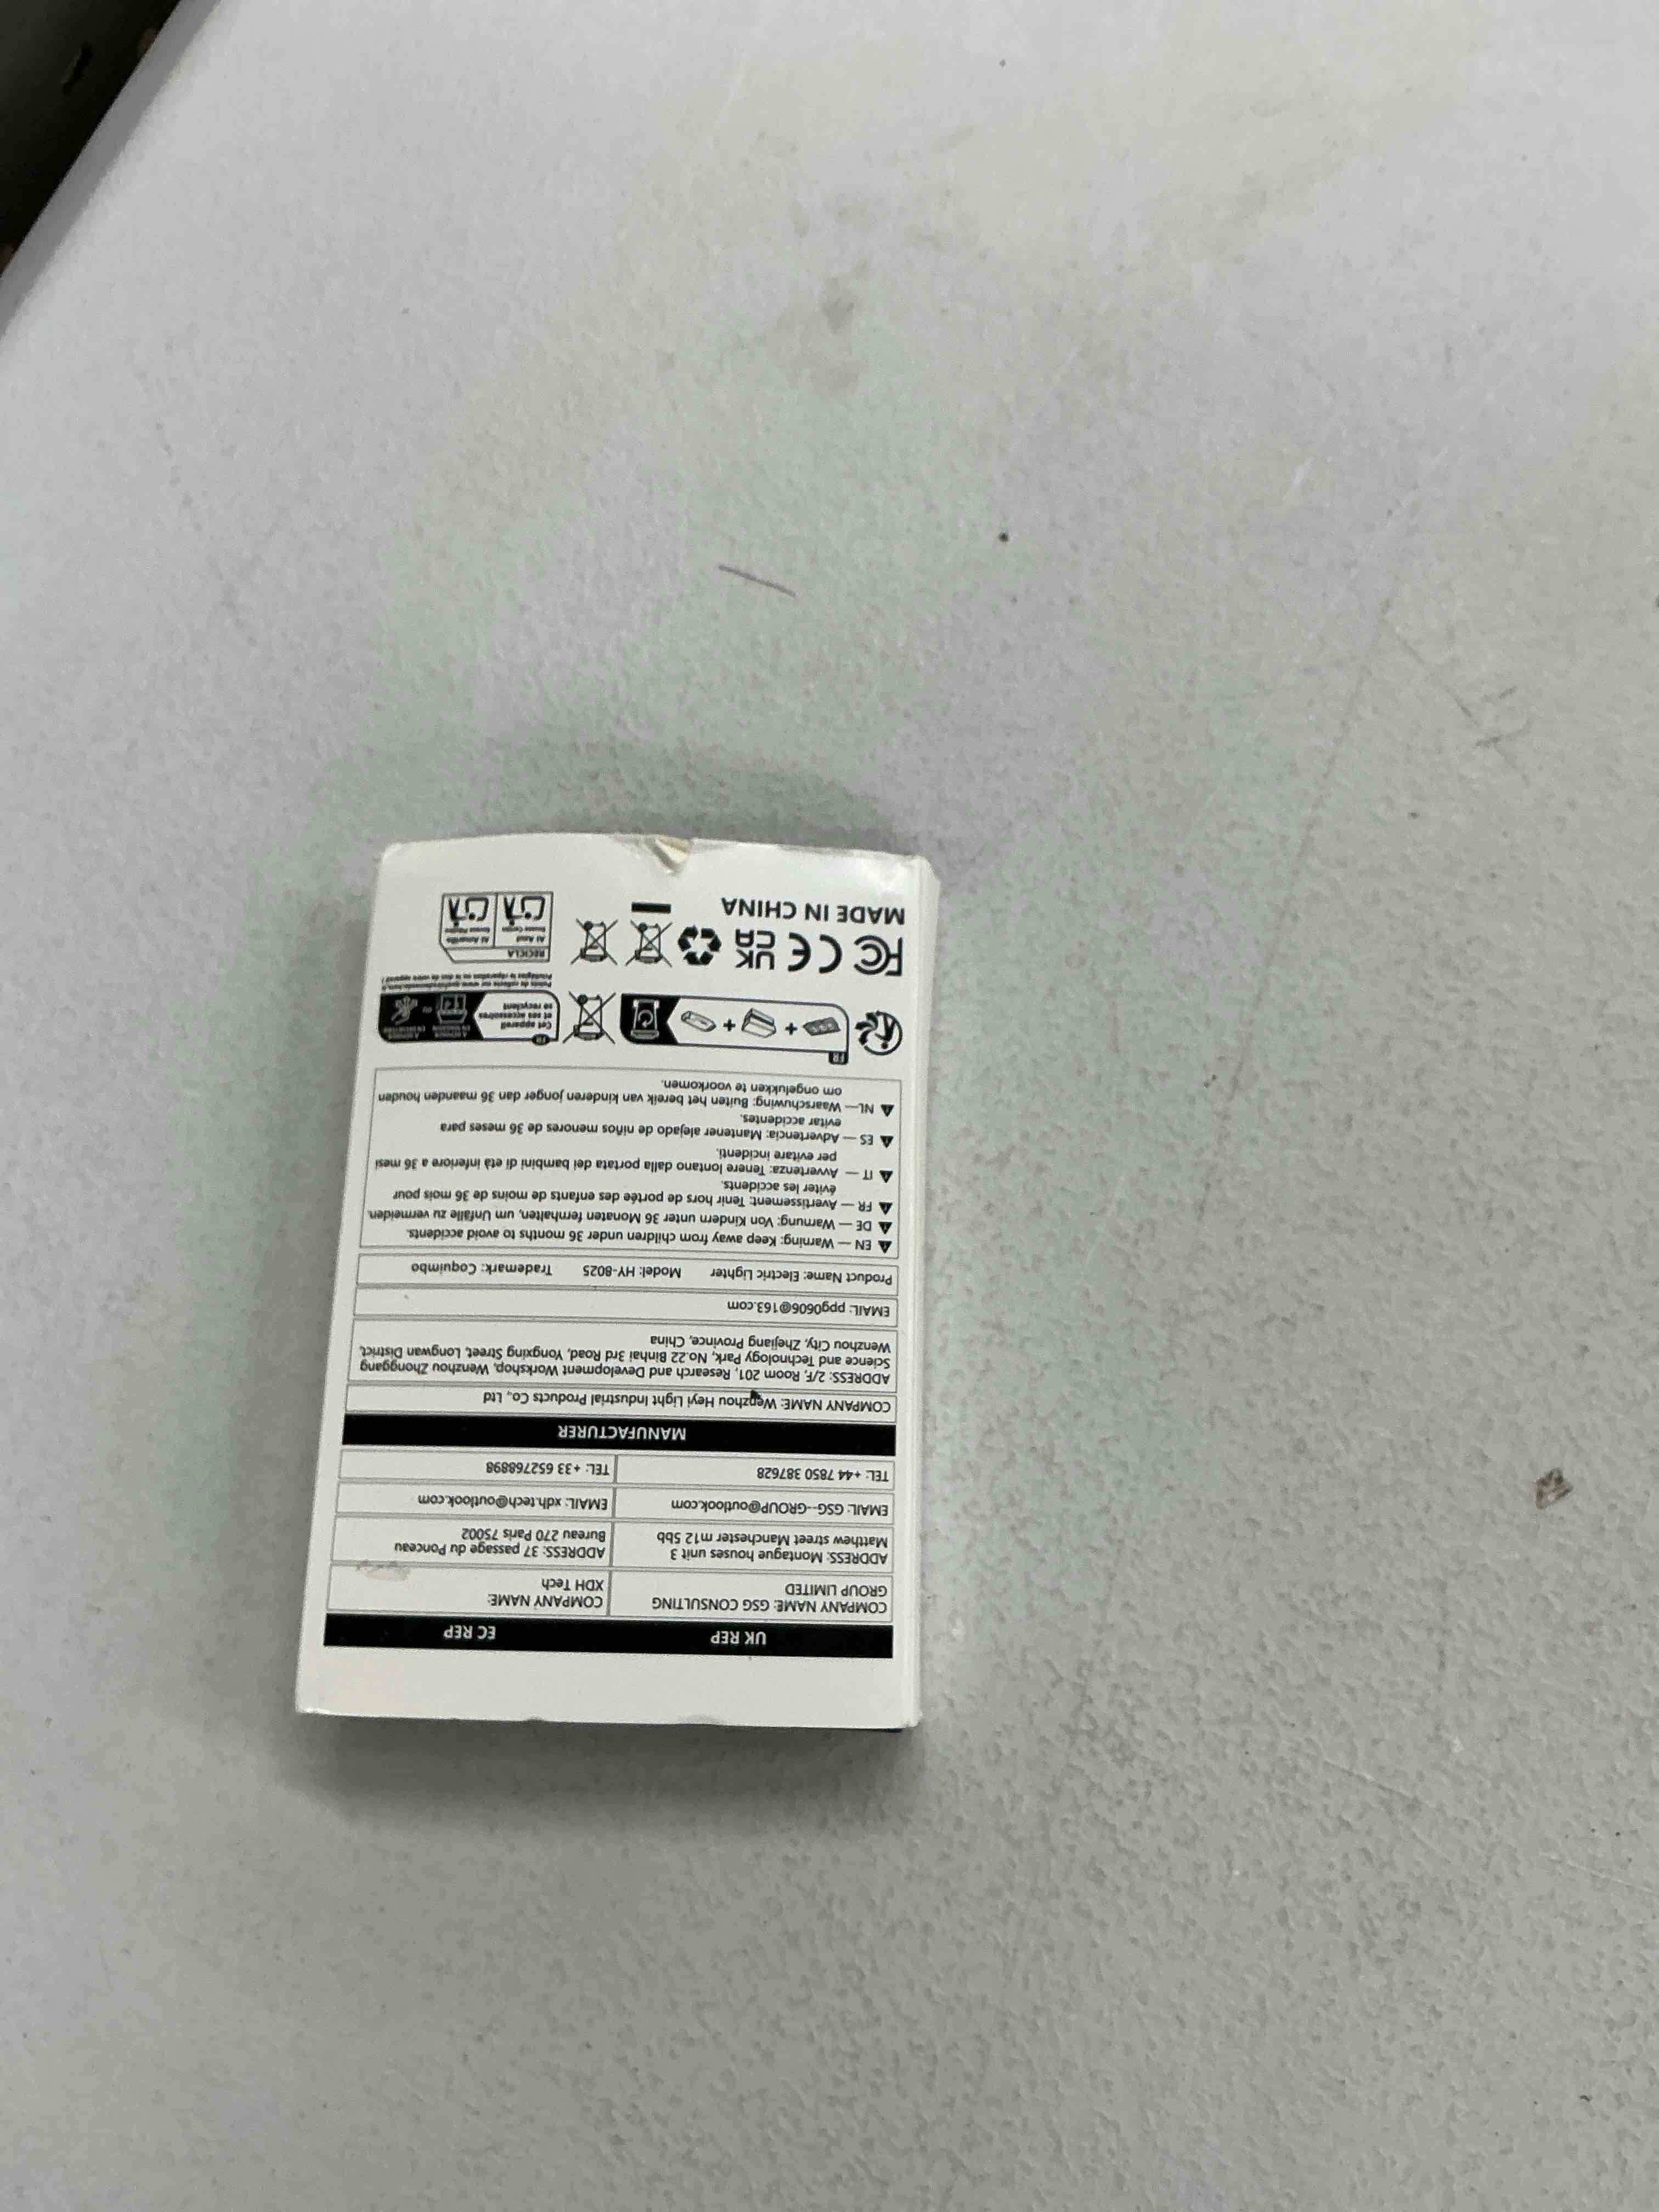 UK REP
EC REP
COMPANY NAME: GSG CONSULTING
GROUP LIMITED
COMPANY NAME:
XDH Tech
ADDRESS: Montague houses unit 3
Matthew street Manchester m12 5bb
ADDRESS: 37 passage du Ponceau
Bureau 270 Paris 75002
EMAIL: GSG--GROUP@outlook.com
EMAIL: xdh.tech@outlook.com
TEL: +44 7850 387628
TEL: +33 652768898
MANUFACTURER
COMPANY NAME: Wenzhou Heyi Light Industrial Products Co., Ltd
ADDRESS: 2/F, Room 201, Research and Development Workshop, Wenzhou Zhonggang
Science and Technology Park, No.22 Binhai 3rd Road, Yongxing Street, Longwan District,
Wenzhou City, Zhejiang Province, China
EMAIL: ppg0606@163.com
Product Name: Electric Lighter Model: HY-8025 Trademark: Coquimbo
EN — Warning: Keep away from children under 36 months to avoid accidents.
DE — Warnung: Von Kindern unter 36 Monaten fernhalten, um Unfälle zu vermeiden.
FR — Avertissement: Tenir hors de portée des enfants de moins de 36 mois pour
éviter les accidents.
IT — Avvertenza: Tenere lontano dalla portata dei bambini di età inferiore a 36 mesi
per evitare incidenti.
ES — Advertencia: Mantener alejado de niños menores de 36 meses para
evitar accidentes.
NL— Waarschuwing: Buiten het bereik van kinderen jonger dan 36 maanden houden
om ongelukken te voorkomen.
FR
+ +
FR
Cet appareil
et ses accessoires
se recyclent
FC CE UK CA
RECICLA
MADE IN CHINA